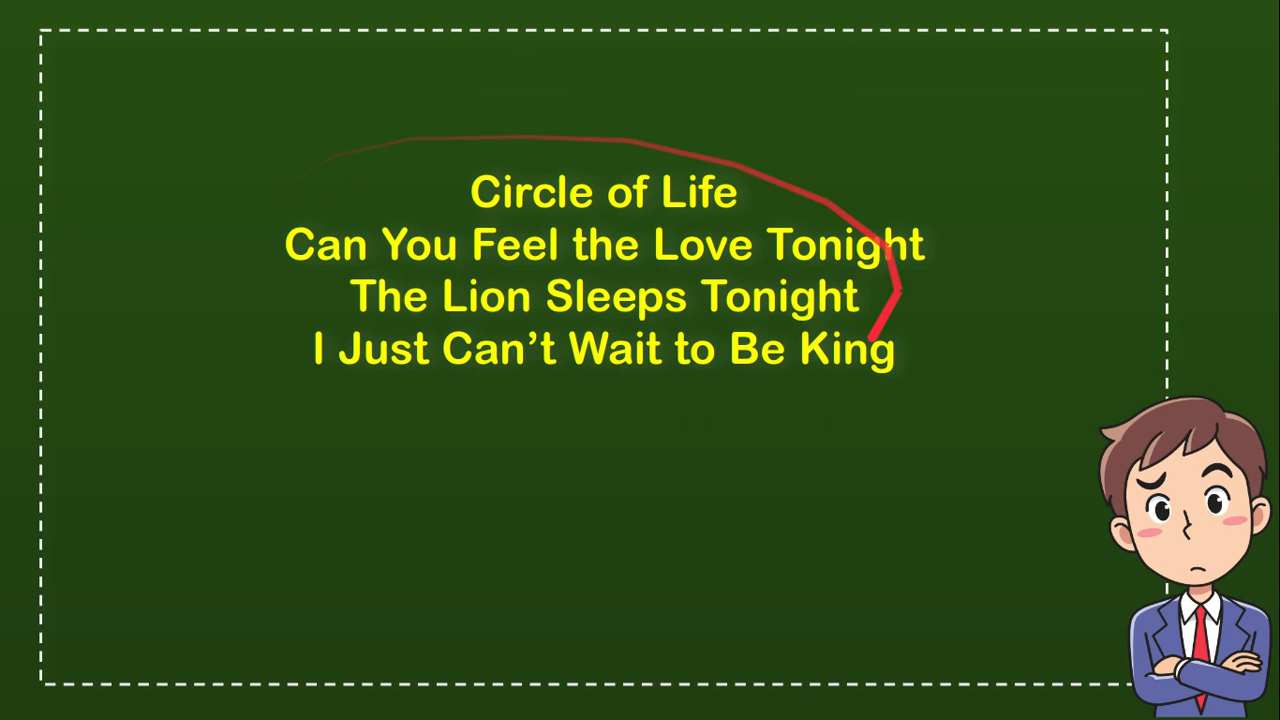 Circle of Life
Can You Feel the Love Tonight
The Lion Sleeps Tonight
I Just Can’t Wait to Be King